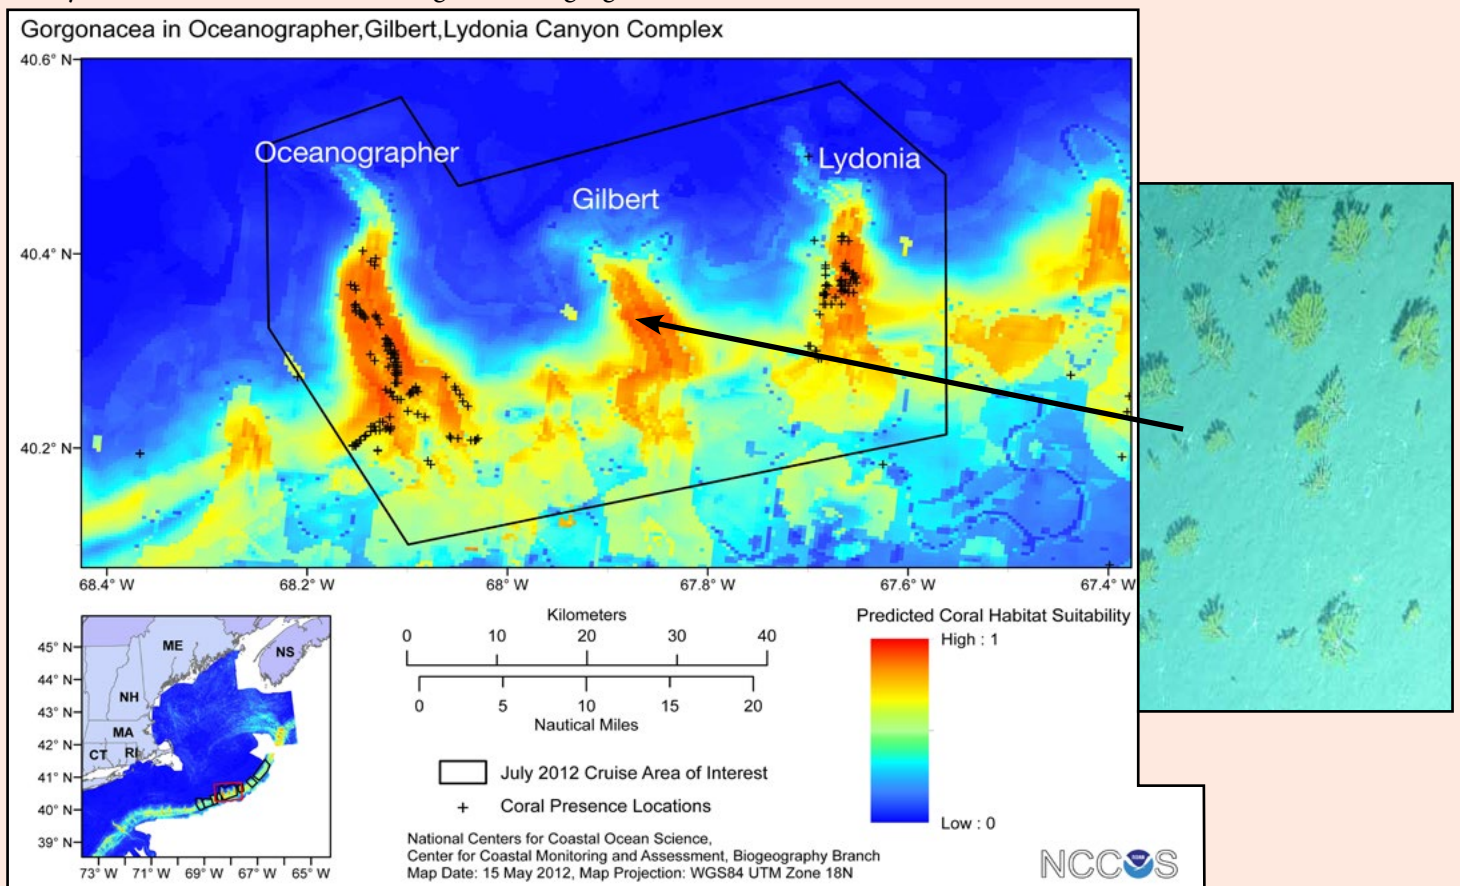 Gorgonacea in Oceanographer,Gilbert,Lydonia Canyon Complex
40.6° N
Oceanographer
Lydonia
Gilbert
40.4° N
40.2° N
68.4° W
68.2° W
68° W
67.8° W
67.6° W
67.4° W
Kilometers
0 10 20 30 40
0 5 10 15 20
Nautical Miles
July 2012 Cruise Area of Interest
+ Coral Presence Locations
Predicted Coral Habitat Suitability
High : 1
Low : 0
45° N
44° N
43° N
42° N
41° N
40° N
39° N
ME
NS
NH
MA
CT
RI
73° W
71° W
69° W
67° W
65° W
National Centers for Coastal Ocean Science,
Center for Coastal Monitoring and Assessment, Biogeography Branch
Map Date: 15 May 2012, Map Projection: WGS84 UTM Zone 18N
NCCOS